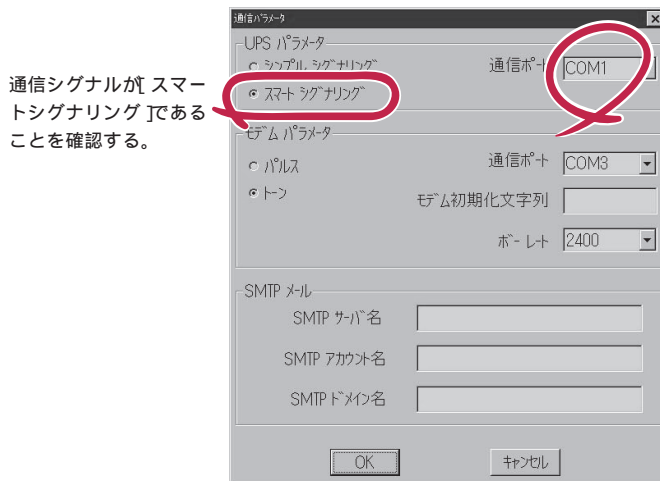 通信パラメータ
UPS パラメータ
シンプル シグナリング
通信ポート
COM1
スマート シグナリング
通信シグナルが[ スマー
トシグナリング ]である
ことを確認する。
モデム パラメータ
パルス
通信ポート
COM3
トーン
モデム初期化文字列
ボーレート
2400
SMTP メール
SMTP サーバ名
SMTP アカウント名
SMTP ドメイン名
OK
キャンセル